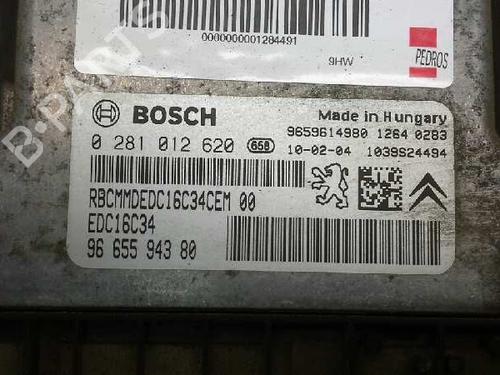 0000000001284491
9HW
PEDROS
B-PARTS
BOSCH
Made in Hungary
0 281 012 620 658
9659614980 1264 0283
10-02-04 1039S24494
RBCMMDEDC16C34CEM 00
EDC16C34
96 655 943 80